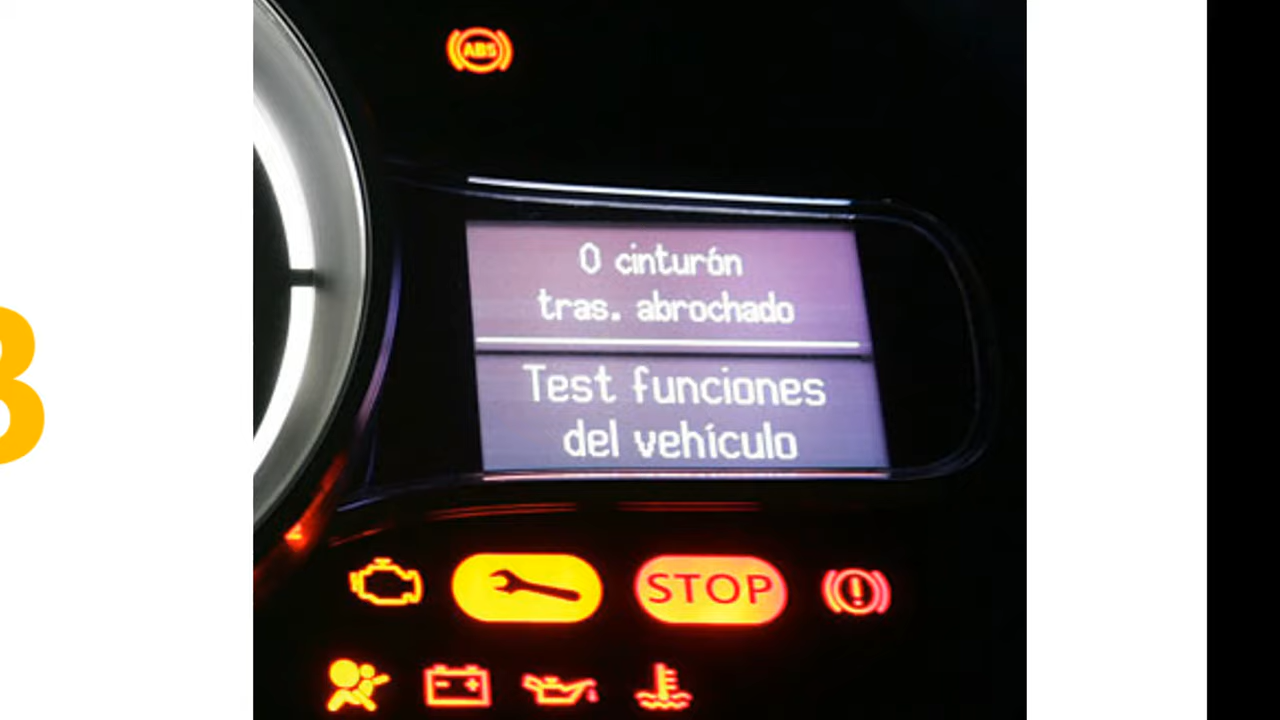 ABS
0 cinturón
tras. abrochado
Test funciones
del vehículo
STOP